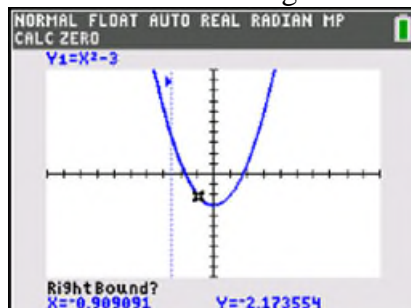 NORMAL FLOAT AUTO REAL RADIAN MP
CALC ZERO
Y1=X²-3
RightBound?
X=-0.909091 Y=-2.173554